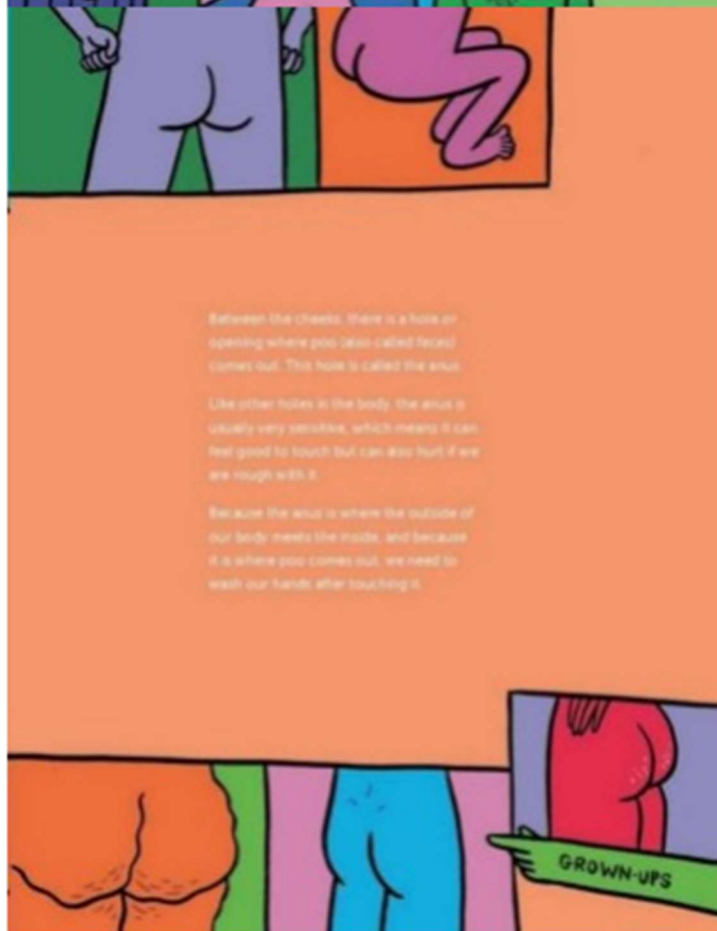 Between the cheeks, there is a hole or
opening where poo (also called feces)
comes out. This hole is called the anus.
Like other holes in the body, the anus is
usually very sensitive, which means it can
feel good to touch but can also hurt if we
are rough with it.
Because the anus is where the outside of
our body meets the inside, and because
it is where poo comes out, we need to
wash our hands after touching it.
GROWN-UPS